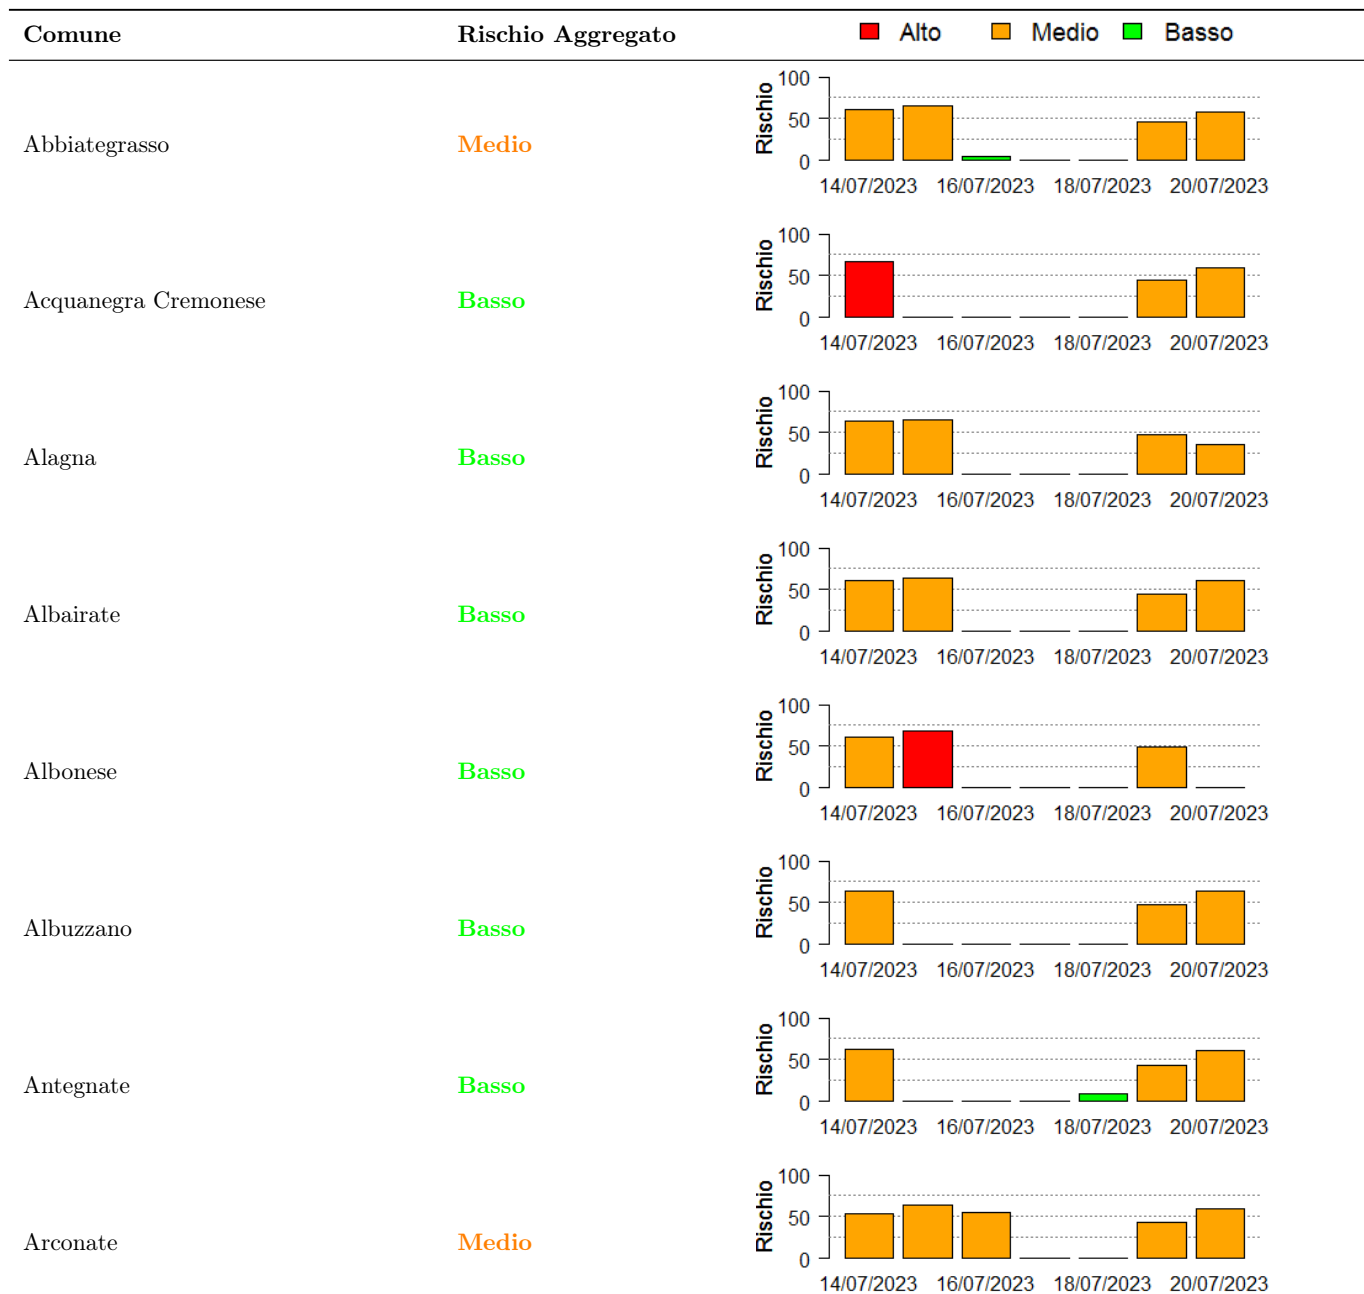 Comune Rischio Aggregato Alto Medio Basso
Rischio
100
50
0
Abbiategrasso Medio
14/07/2023 16/07/2023 18/07/2023 20/07/2023
Rischio
100
50
0
Acquanegra Cremonese Basso
14/07/2023 16/07/2023 18/07/2023 20/07/2023
Rischio
100
50
0
Alagna Basso
14/07/2023 16/07/2023 18/07/2023 20/07/2023
Rischio
100
50
0
Albairate Basso
14/07/2023 16/07/2023 18/07/2023 20/07/2023
Rischio
100
50
0
Albonese Basso
14/07/2023 16/07/2023 18/07/2023 20/07/2023
Rischio
100
50
0
Albuzzano Basso
14/07/2023 16/07/2023 18/07/2023 20/07/2023
Rischio
100
50
0
Antegnate Basso
14/07/2023 16/07/2023 18/07/2023 20/07/2023
Rischio
100
50
0
Arconate Medio
14/07/2023 16/07/2023 18/07/2023 20/07/2023